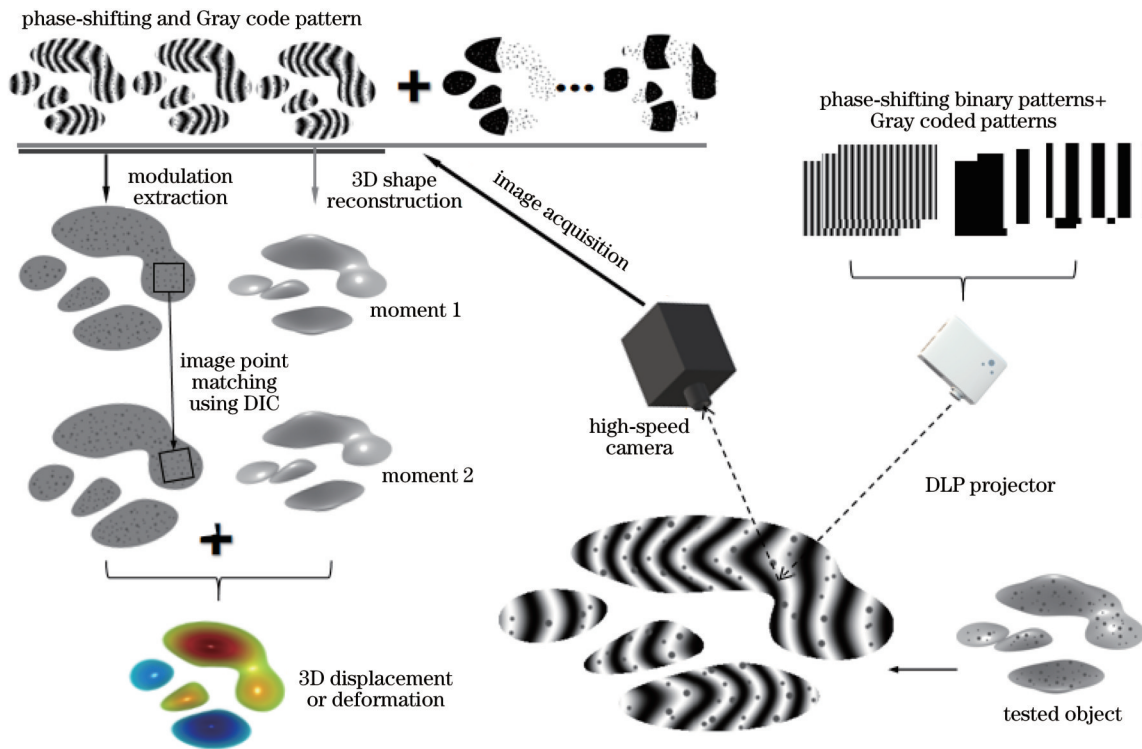 phase-shifting and Gray code pattern
phase-shifting binary patterns+
Gray coded patterns
modulation
extraction
3D shape
reconstruction
image acquisition
moment 1
image point
matching
using DIC
high-speed
camera
moment 2
DLP projector
3D displacement
or deformation
tested object